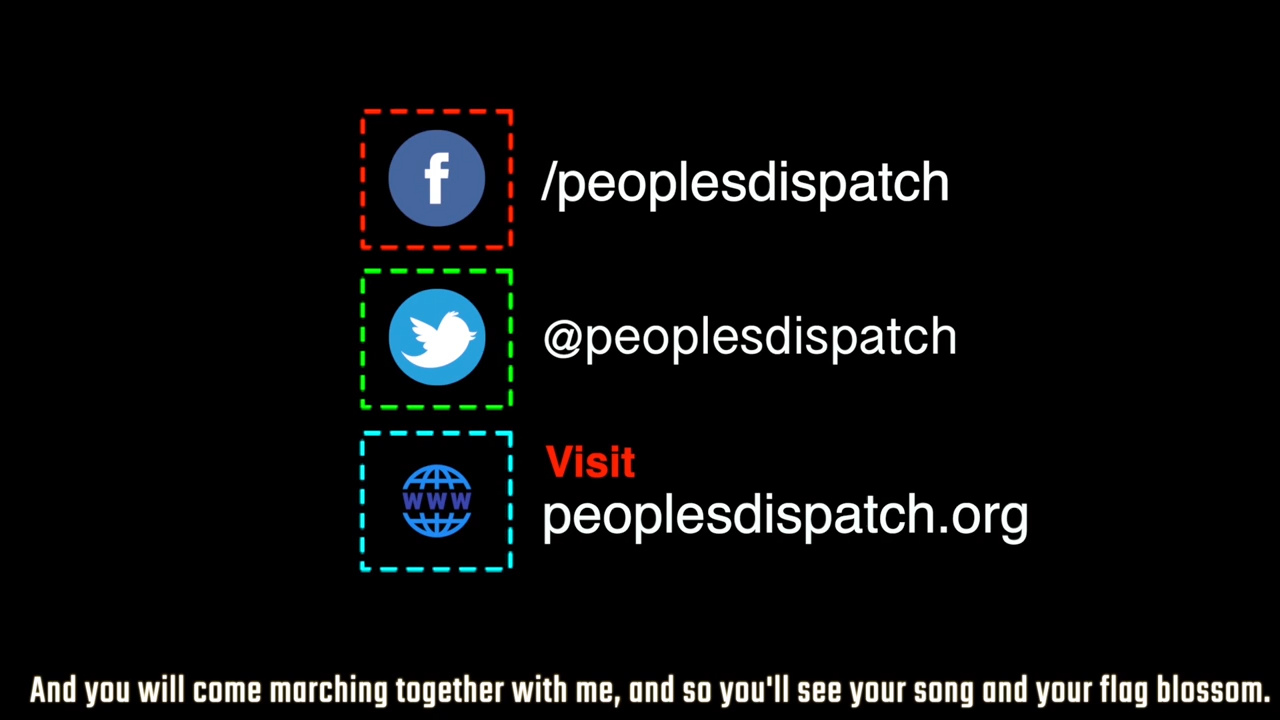 f
/peoplesdispatch
@peoplesdispatch
Visit
www
peoplesdispatch.org
And you will come marching together with me, and so you'll see your song and your flag blossom.